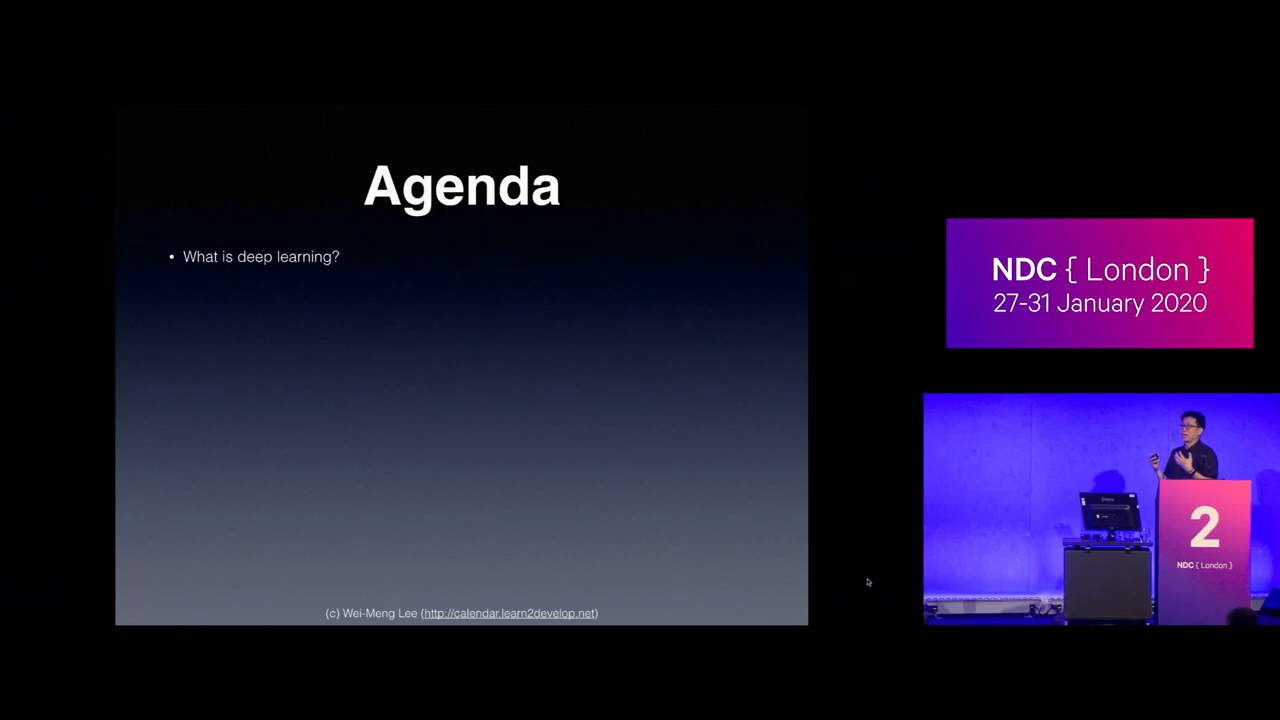 Agenda
• What is deep learning?
(c) Wei-Meng Lee (http://calendar.learn2develop.net)
NDC { London }
27-31 January 2020
2
NDC { London }